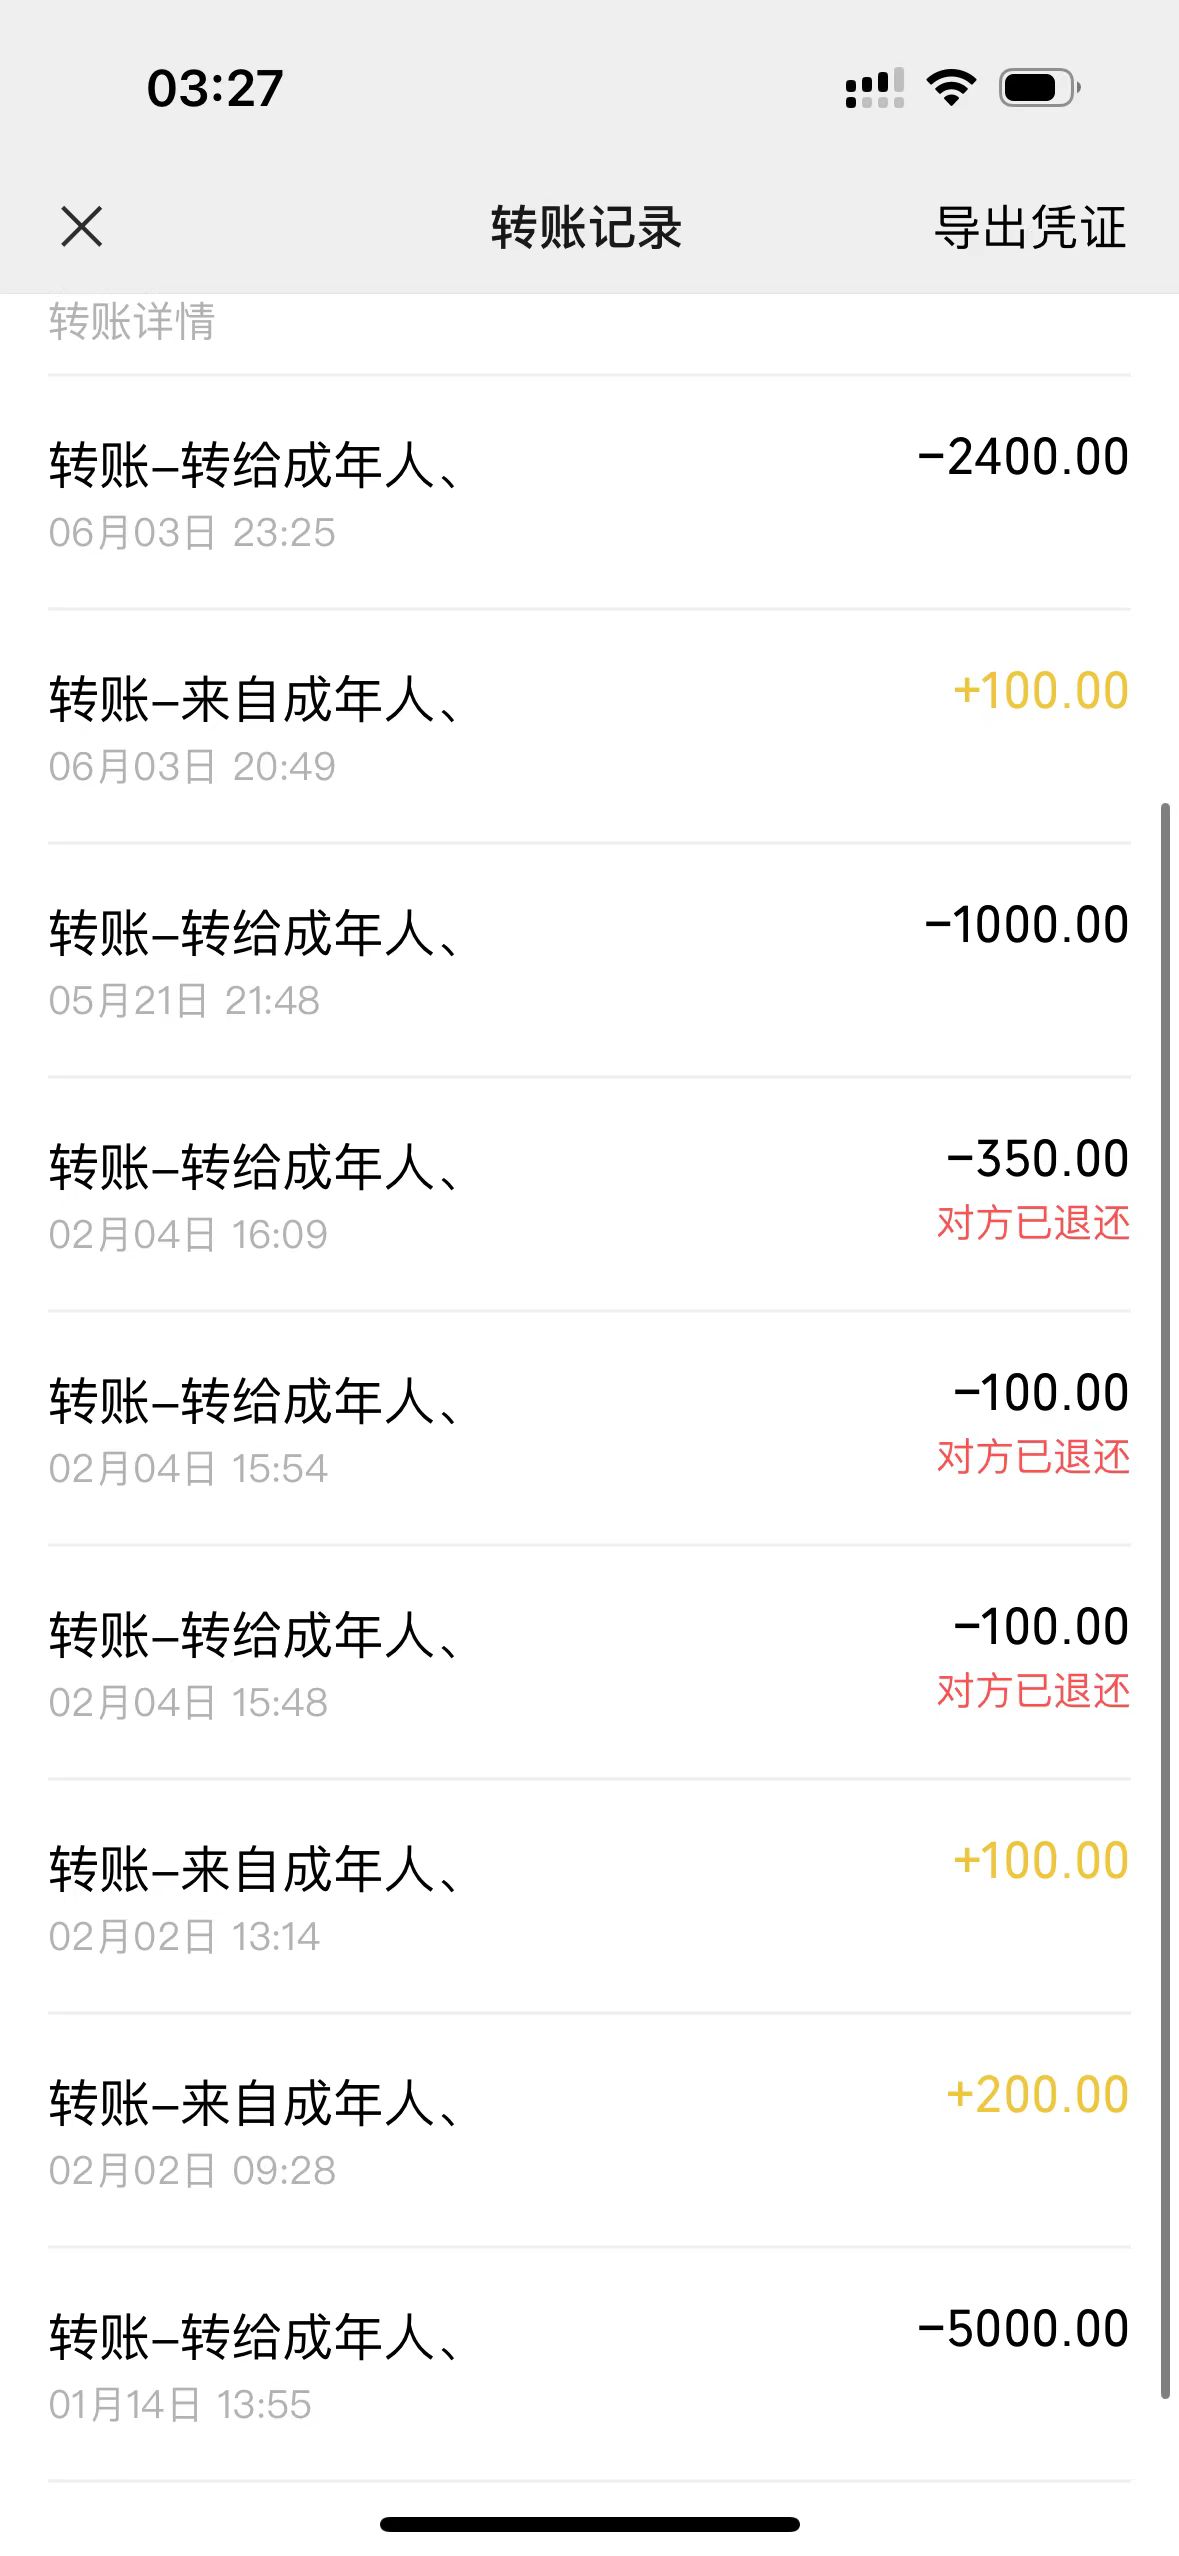 03:27
转账记录
导出凭证
转账详情
转账-转给成年人、
-2400.00
06月03日 23:25
转账-来自成年人、
+100.00
06月03日 20:49
转账-转给成年人、
-1000.00
05月21日 21:48
转账-转给成年人、
-350.00
02月04日 16:09
对方已退还
转账-转给成年人、
-100.00
02月04日 15:54
对方已退还
转账-转给成年人、
-100.00
02月04日 15:48
对方已退还
转账-来自成年人、
+100.00
02月02日 13:14
转账-来自成年人、
+200.00
02月02日 09:28
转账-转给成年人、
-5000.00
01月14日 13:55